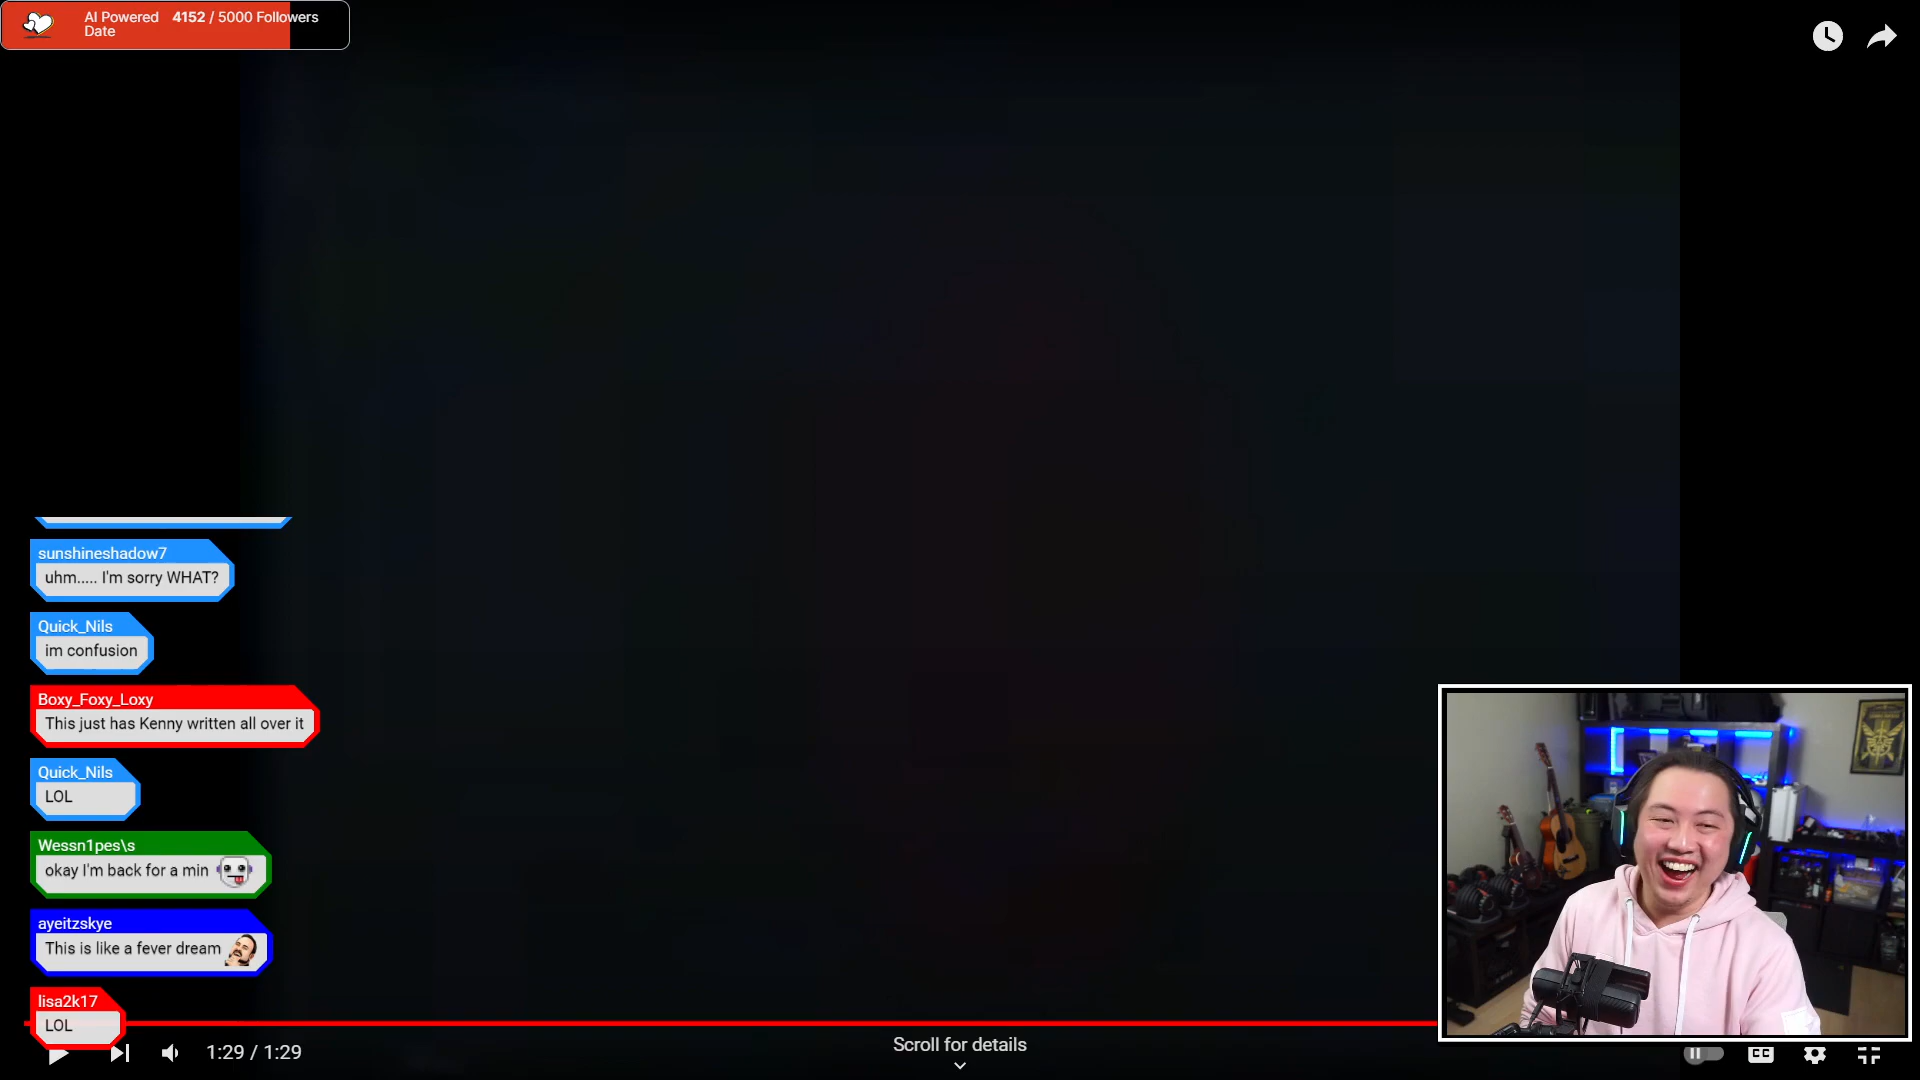 AI Powered 4152 / 5000 Followers
Date
sunshineshadow7
uhm..... I'm sorry WHAT?
Quick_Nils
im confusion
Boxy_Foxy_Loxy
This just has Kenny written all over it
Quick_Nils
LOL
Wessn1pes\s
okay I'm back for a min
ayeitzskye
This is like a fever dream
lisa2k17
LOL
1:29 / 1:29
Scroll for details
CC